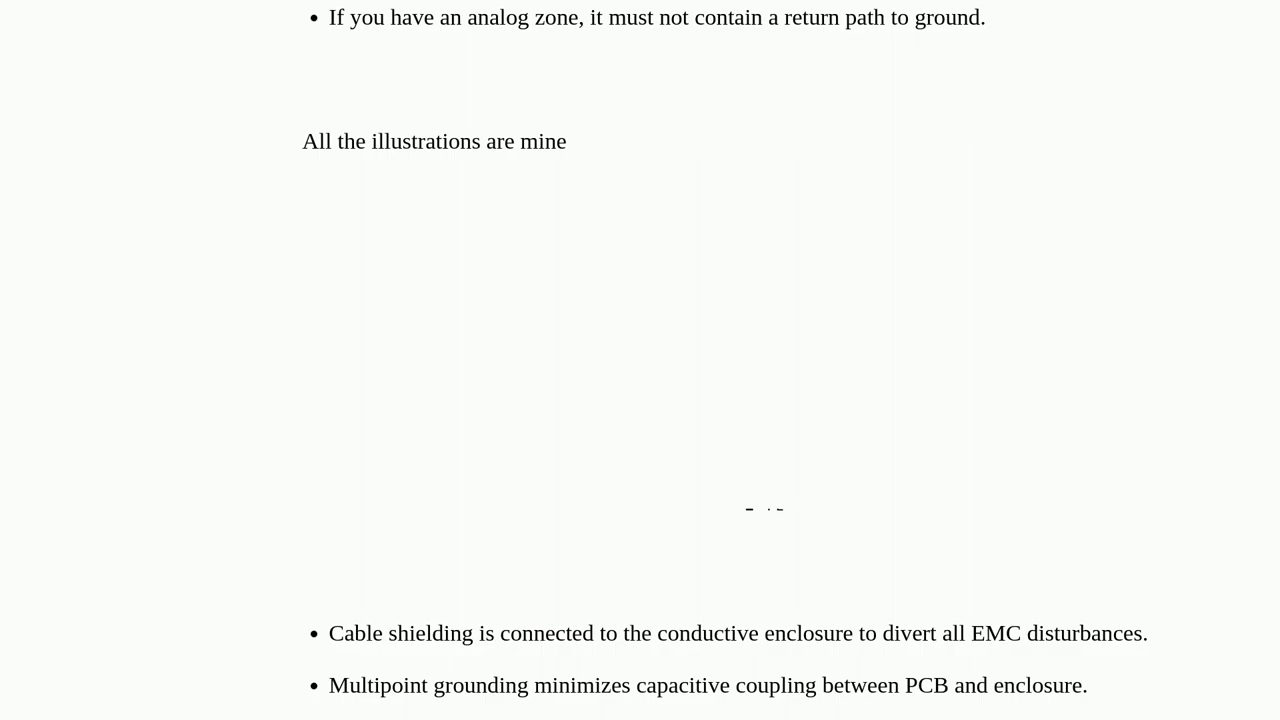 • If you have an analog zone, it must not contain a return path to ground.
All the illustrations are mine
• Cable shielding is connected to the conductive enclosure to divert all EMC disturbances.
• Multipoint grounding minimizes capacitive coupling between PCB and enclosure.